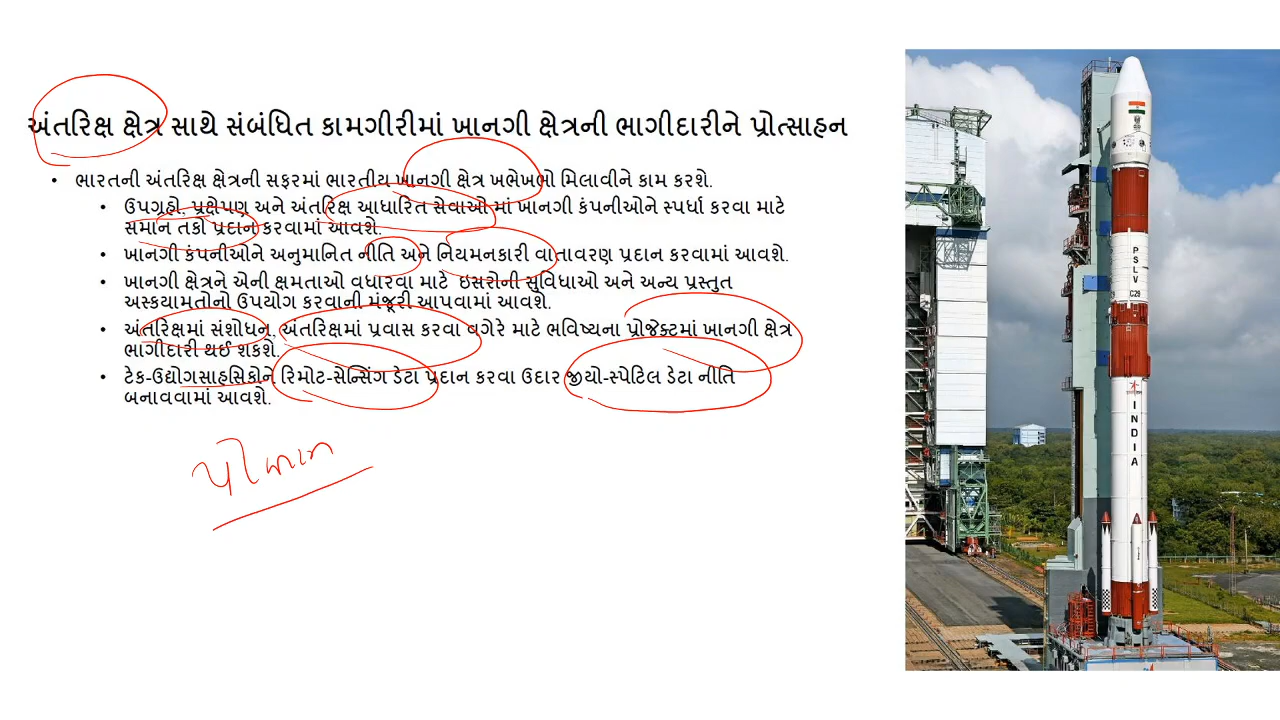 અંતરિક્ષ ક્ષેત્ર સાથે સંબંધિત કામગીરીમાં ખાનગી ક્ષેત્રની ભાગીદારીને પ્રોત્સાહન
• ભારતની અંતરિક્ષ ક્ષેત્રની સફરમાં ભારતીય ખાનગી ક્ષેત્ર ખભેખભો મિલાવીને કામ કરશે.
• ઉપગ્રહો, પ્રક્ષેપણ અને અંતરિક્ષ આધારિત સેવાઓ માં ખાનગી કંપનીઓને સ્પર્ધા કરવા માટે
સમાન તકો પ્રદાન કરવામાં આવશે.
• ખાનગી કંપનીઓને અનુમાનિત નીતિ અને નિયમનકારી વાતાવરણ પ્રદાન કરવામાં આવશે.
• ખાનગી ક્ષેત્રને એની ક્ષમતાઓ વધારવા માટે ઇસરોની સુવિધાઓ અને અન્ય પ્રસ્તુત
અસ્કયામતોનો ઉપયોગ કરવાની મંજૂરી આપવામાં આવશે.
• અંતરિક્ષમાં સંશોધન, અંતરિક્ષમાં પ્રવાસ કરવા વગેરે માટે ભવિષ્યના પ્રોજેક્ટમાં ખાનગી ક્ષેત્ર
ભાગીદારી થઈ શકશે.
• ટેક-ઉદ્યોગસાહસિકોને રિમોટ-સેન્સિંગ ડેટા પ્રદાન કરવા ઉદાર જીયો-સ્પેટિલ ડેટા નીતિ
બનાવવામાં આવશે.
PSLV
C29
INDIA